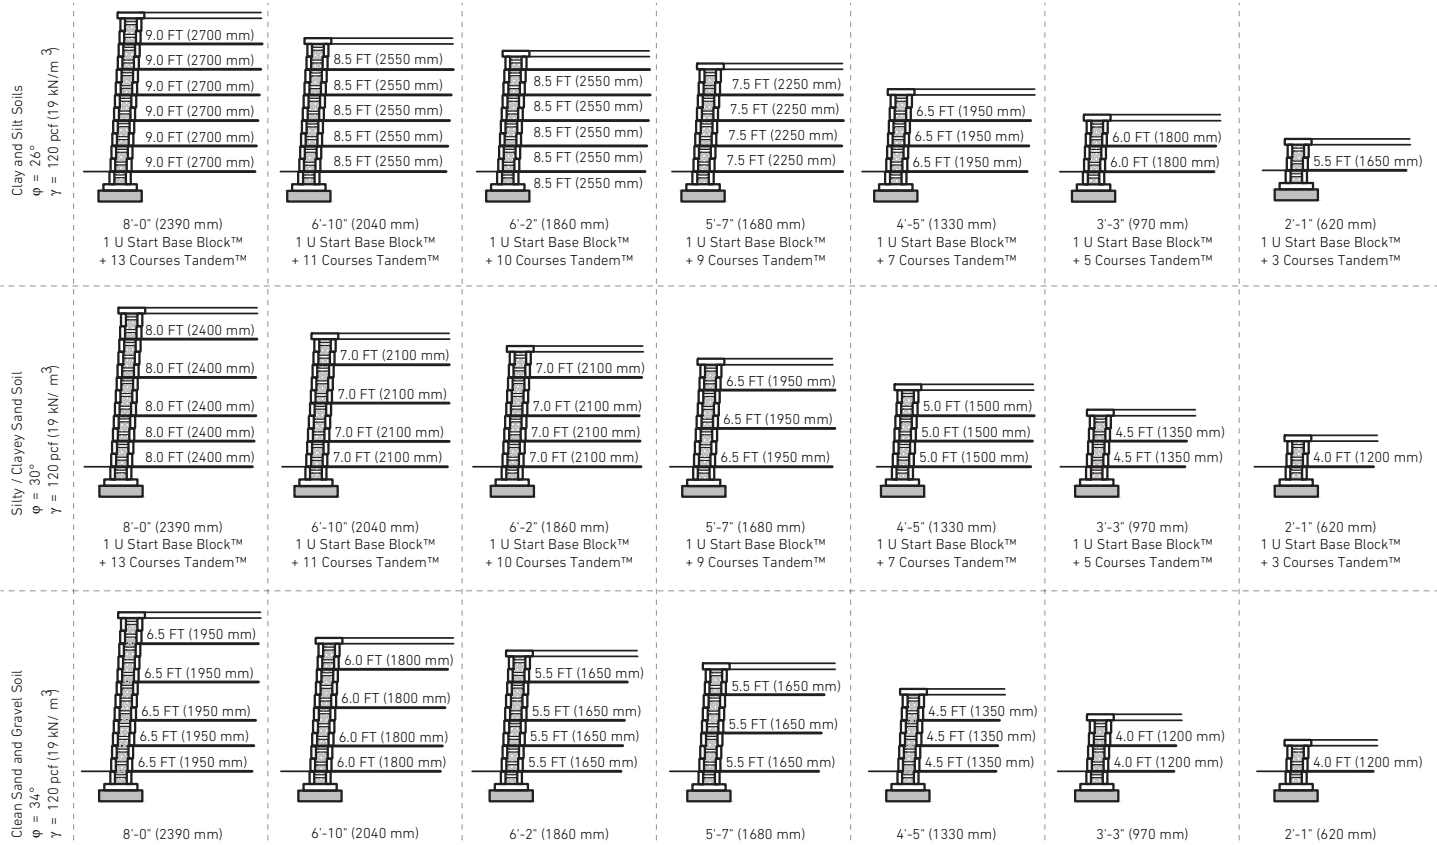 Clay and Silt Soils
φ = 26°
γ = 120 pcf (19 kN/m³)
9.0 FT (2700 mm)
9.0 FT (2700 mm)
9.0 FT (2700 mm)
9.0 FT (2700 mm)
9.0 FT (2700 mm)
9.0 FT (2700 mm)
8'-0" (2390 mm)
1 U Start Base Block™
+ 13 Courses Tandem™
8.5 FT (2550 mm)
8.5 FT (2550 mm)
8.5 FT (2550 mm)
8.5 FT (2550 mm)
8.5 FT (2550 mm)
6'-10" (2040 mm)
1 U Start Base Block™
+ 11 Courses Tandem™
8.5 FT (2550 mm)
8.5 FT (2550 mm)
8.5 FT (2550 mm)
8.5 FT (2550 mm)
8.5 FT (2550 mm)
6'-2" (1860 mm)
1 U Start Base Block™
+ 10 Courses Tandem™
7.5 FT (2250 mm)
7.5 FT (2250 mm)
7.5 FT (2250 mm)
7.5 FT (2250 mm)
5'-7" (1680 mm)
1 U Start Base Block™
+ 9 Courses Tandem™
6.5 FT (1950 mm)
6.5 FT (1950 mm)
6.5 FT (1950 mm)
4'-5" (1330 mm)
1 U Start Base Block™
+ 7 Courses Tandem™
6.0 FT (1800 mm)
6.0 FT (1800 mm)
3'-3" (970 mm)
1 U Start Base Block™
+ 5 Courses Tandem™
5.5 FT (1650 mm)
2'-1" (620 mm)
1 U Start Base Block™
+ 3 Courses Tandem™
Silty / Clayey Sand Soil
φ = 30°
γ = 120 pcf (19 kN/ m³)
8.0 FT (2400 mm)
8.0 FT (2400 mm)
8.0 FT (2400 mm)
8.0 FT (2400 mm)
8.0 FT (2400 mm)
8'-0" (2390 mm)
1 U Start Base Block™
+ 13 Courses Tandem™
7.0 FT (2100 mm)
7.0 FT (2100 mm)
7.0 FT (2100 mm)
7.0 FT (2100 mm)
6'-10" (2040 mm)
1 U Start Base Block™
+ 11 Courses Tandem™
7.0 FT (2100 mm)
7.0 FT (2100 mm)
7.0 FT (2100 mm)
7.0 FT (2100 mm)
6'-2" (1860 mm)
1 U Start Base Block™
+ 10 Courses Tandem™
6.5 FT (1950 mm)
6.5 FT (1950 mm)
6.5 FT (1950 mm)
5'-7" (1680 mm)
1 U Start Base Block™
+ 9 Courses Tandem™
5.0 FT (1500 mm)
5.0 FT (1500 mm)
5.0 FT (1500 mm)
4'-5" (1330 mm)
1 U Start Base Block™
+ 7 Courses Tandem™
4.5 FT (1350 mm)
4.5 FT (1350 mm)
3'-3" (970 mm)
1 U Start Base Block™
+ 5 Courses Tandem™
4.0 FT (1200 mm)
2'-1" (620 mm)
1 U Start Base Block™
+ 3 Courses Tandem™
Clean Sand and Gravel Soil
φ = 34°
γ = 120 pcf (19 kN/ m³)
6.5 FT (1950 mm)
6.5 FT (1950 mm)
6.5 FT (1950 mm)
6.5 FT (1950 mm)
6.5 FT (1950 mm)
8'-0" (2390 mm)
6.0 FT (1800 mm)
6.0 FT (1800 mm)
6.0 FT (1800 mm)
6.0 FT (1800 mm)
6'-10" (2040 mm)
5.5 FT (1650 mm)
5.5 FT (1650 mm)
5.5 FT (1650 mm)
5.5 FT (1650 mm)
6'-2" (1860 mm)
5.5 FT (1650 mm)
5.5 FT (1650 mm)
5.5 FT (1650 mm)
5'-7" (1680 mm)
4.5 FT (1350 mm)
4.5 FT (1350 mm)
4.5 FT (1350 mm)
4'-5" (1330 mm)
4.0 FT (1200 mm)
4.0 FT (1200 mm)
3'-3" (970 mm)
4.0 FT (1200 mm)
2'-1" (620 mm)